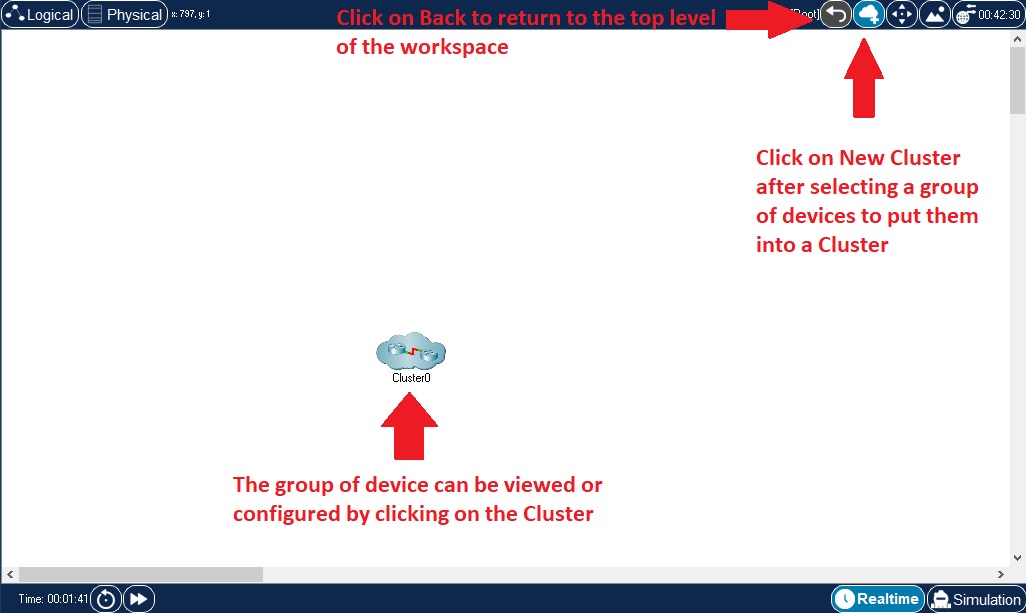 Logical Physical x: 797, y: 1 Click on Back to return to the top level [Root] 00:42:30
of the workspace
Click on New Cluster
after selecting a group
of devices to put them
into a Cluster
Cluster0
The group of device can be viewed or
configured by clicking on the Cluster
Time: 00:01:41 Realtime Simulation